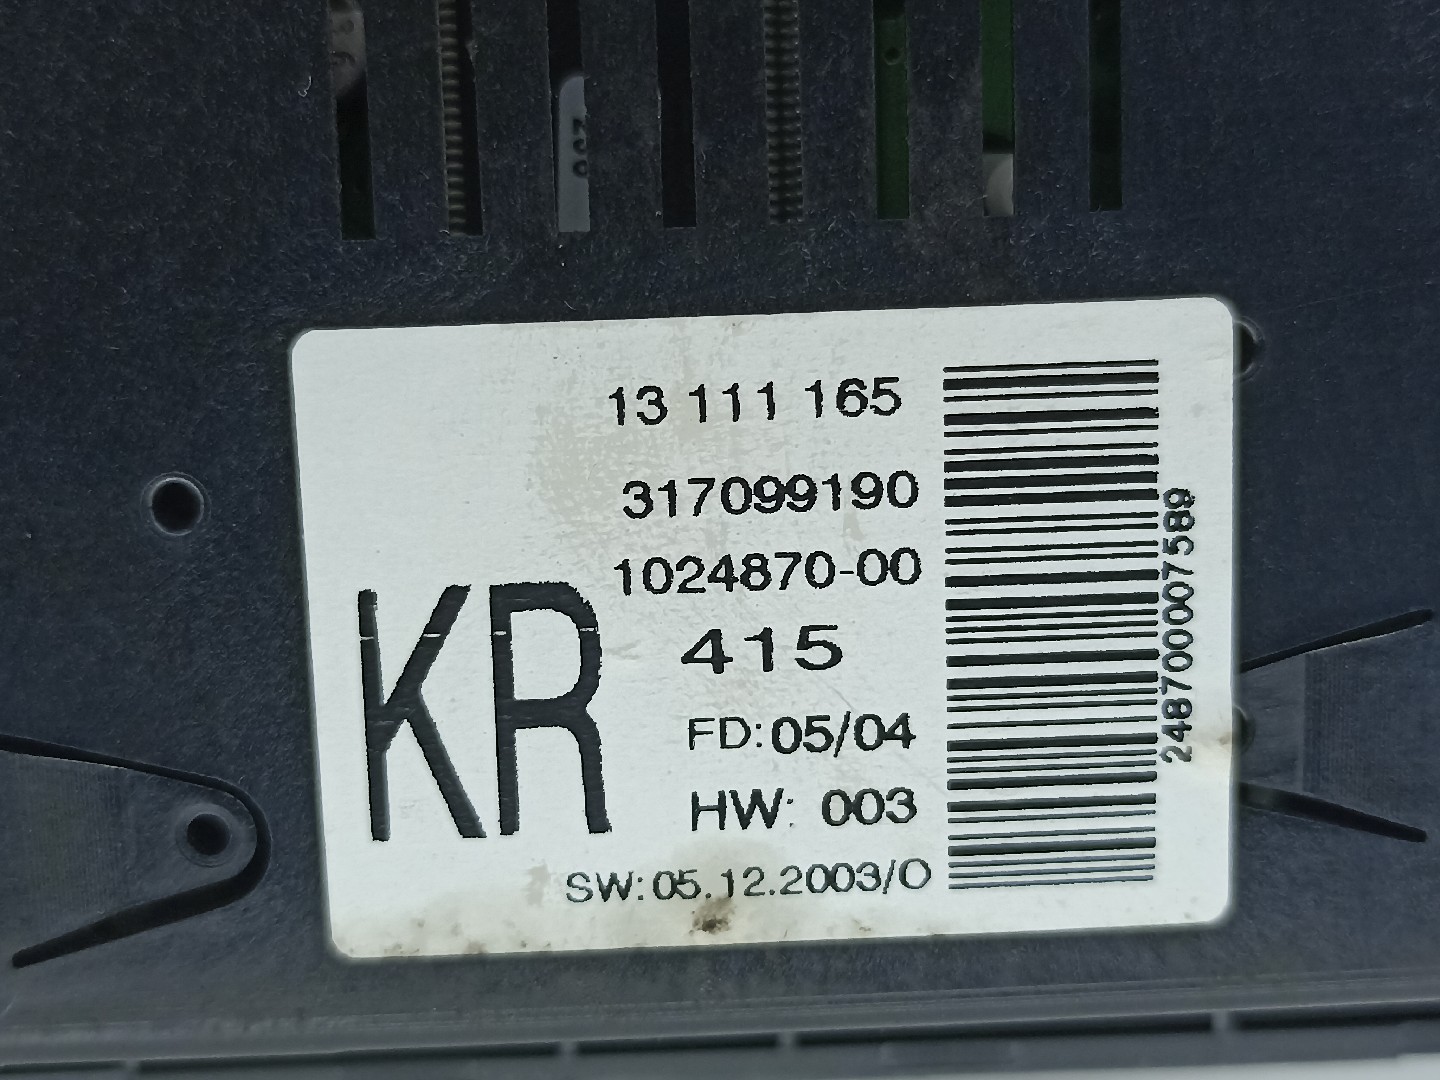 13 111 165
317099190
1024870-00
KR
415
FD: 05/04
HW: 003
SW: 05.12.2003/O
2487000007589